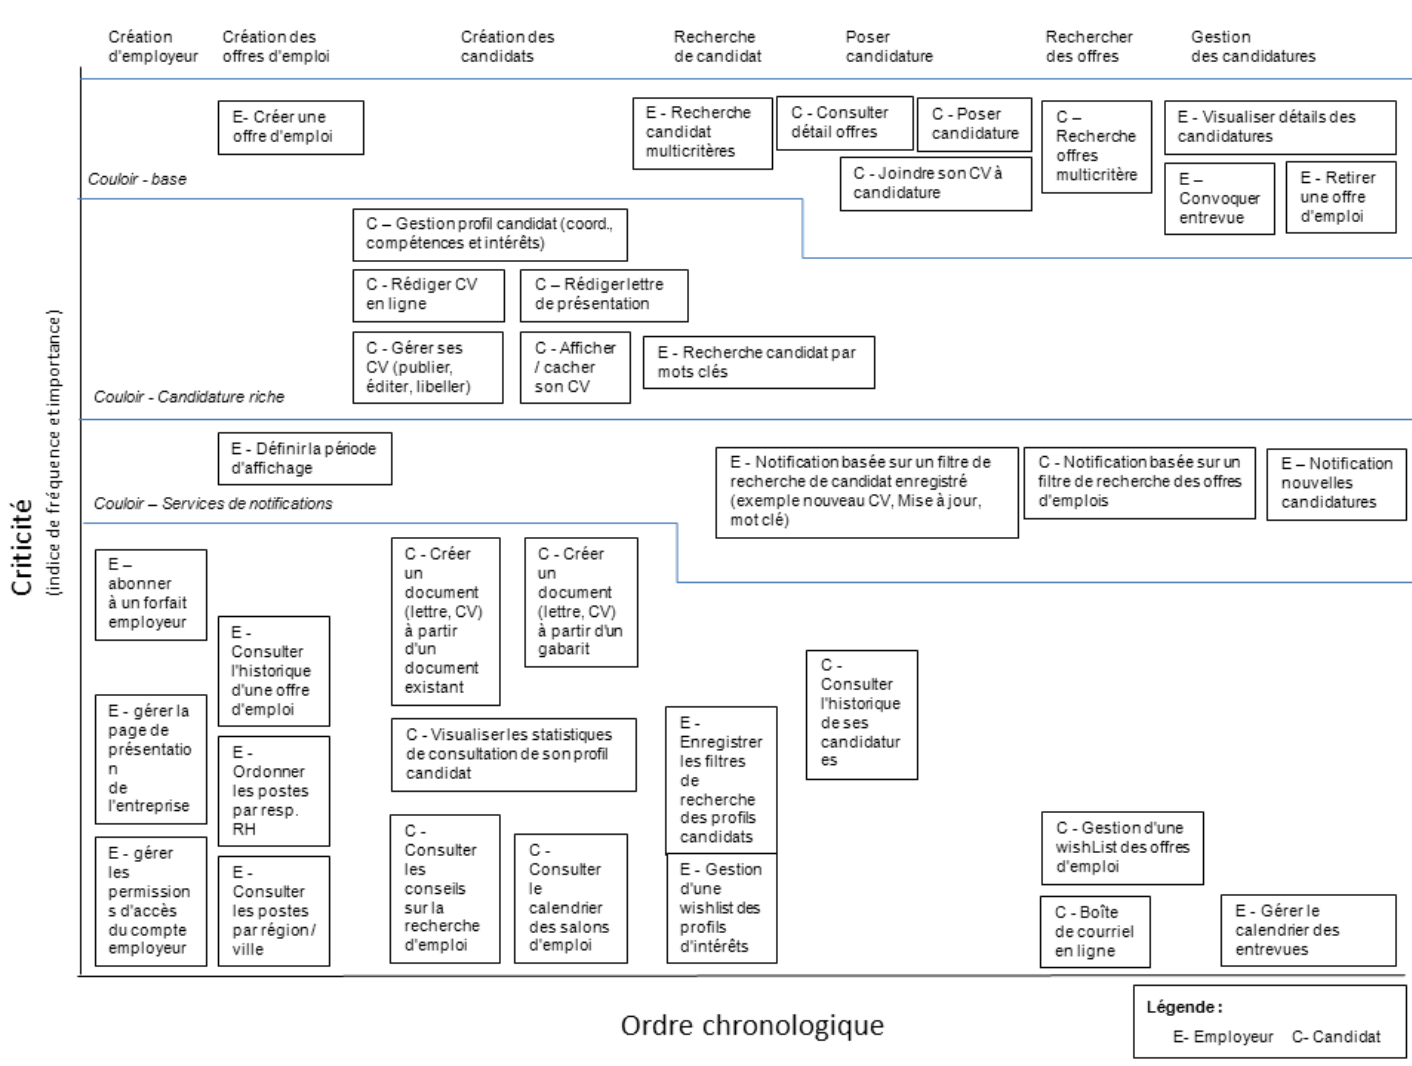 Création
d'employeur
Création des
offres d'emploi
Création des
candidats
Recherche
de candidat
Poser
candidature
Rechercher
des offres
Gestion
des candidatures
E- Créer une
offre d'emploi
E - Recherche
candidat
multicritères
C - Consulter
détail offres
C - Poser
candidature
C - Joindre son CV à
candidature
C –
Recherche
offres
multicritère
E - Visualiser détails des
candidatures
E –
Convoquer
entrevue
E - Retirer
une offre
d'emploi
Couloir - base
C – Gestion profil candidat (coord.,
compétences et intérêts)
C - Rédiger CV
en ligne
C – Rédiger lettre
de présentation
C - Gérer ses
CV (publier,
éditer, libeller)
C - Afficher
/ cacher
son CV
E - Recherche candidat par
mots clés
Couloir - Candidature riche
E - Définir la période
d'affichage
E - Notification basée sur un filtre de
recherche de candidat enregistré
(exemple nouveau CV, Mise à jour,
mot clé)
C - Notification basée sur un
filtre de recherche des offres
d'emplois
E – Notification
nouvelles
candidatures
Couloir – Services de notifications
E –
abonner
à un forfait
employeur
E - gérer la
page de
présentatio
n
de
l'entreprise
E - gérer
les
permission
s d'accès
du compte
employeur
E -
Consulter
l'historique
d'une offre
d'emploi
E -
Ordonner
les postes
par resp.
RH
E -
Consulter
les postes
par région /
ville
C - Créer
un
document
(lettre, CV)
à partir
d'un
document
existant
C - Créer
un
document
(lettre, CV)
à partir d'un
gabarit
C - Visualiser les statistiques
de consultation de son profil
candidat
C -
Consulter
les
conseils
sur la
recherche
d'emploi
C -
Consulter
le
calendrier
des salons
d'emploi
E -
Enregistrer
les filtres
de
recherche
des profils
candidats
E - Gestion
d'une
wishlist des
profils
d'intérêts
C -
Consulter
l'historique
de ses
candidatur
es
C - Gestion d'une
wishList des offres
d'emploi
C - Boîte
de courriel
en ligne
E - Gérer le
calendrier des
entrevues
Criticité
(indice de fréquence et importance)
Ordre chronologique
Légende :
E- Employeur C- Candidat